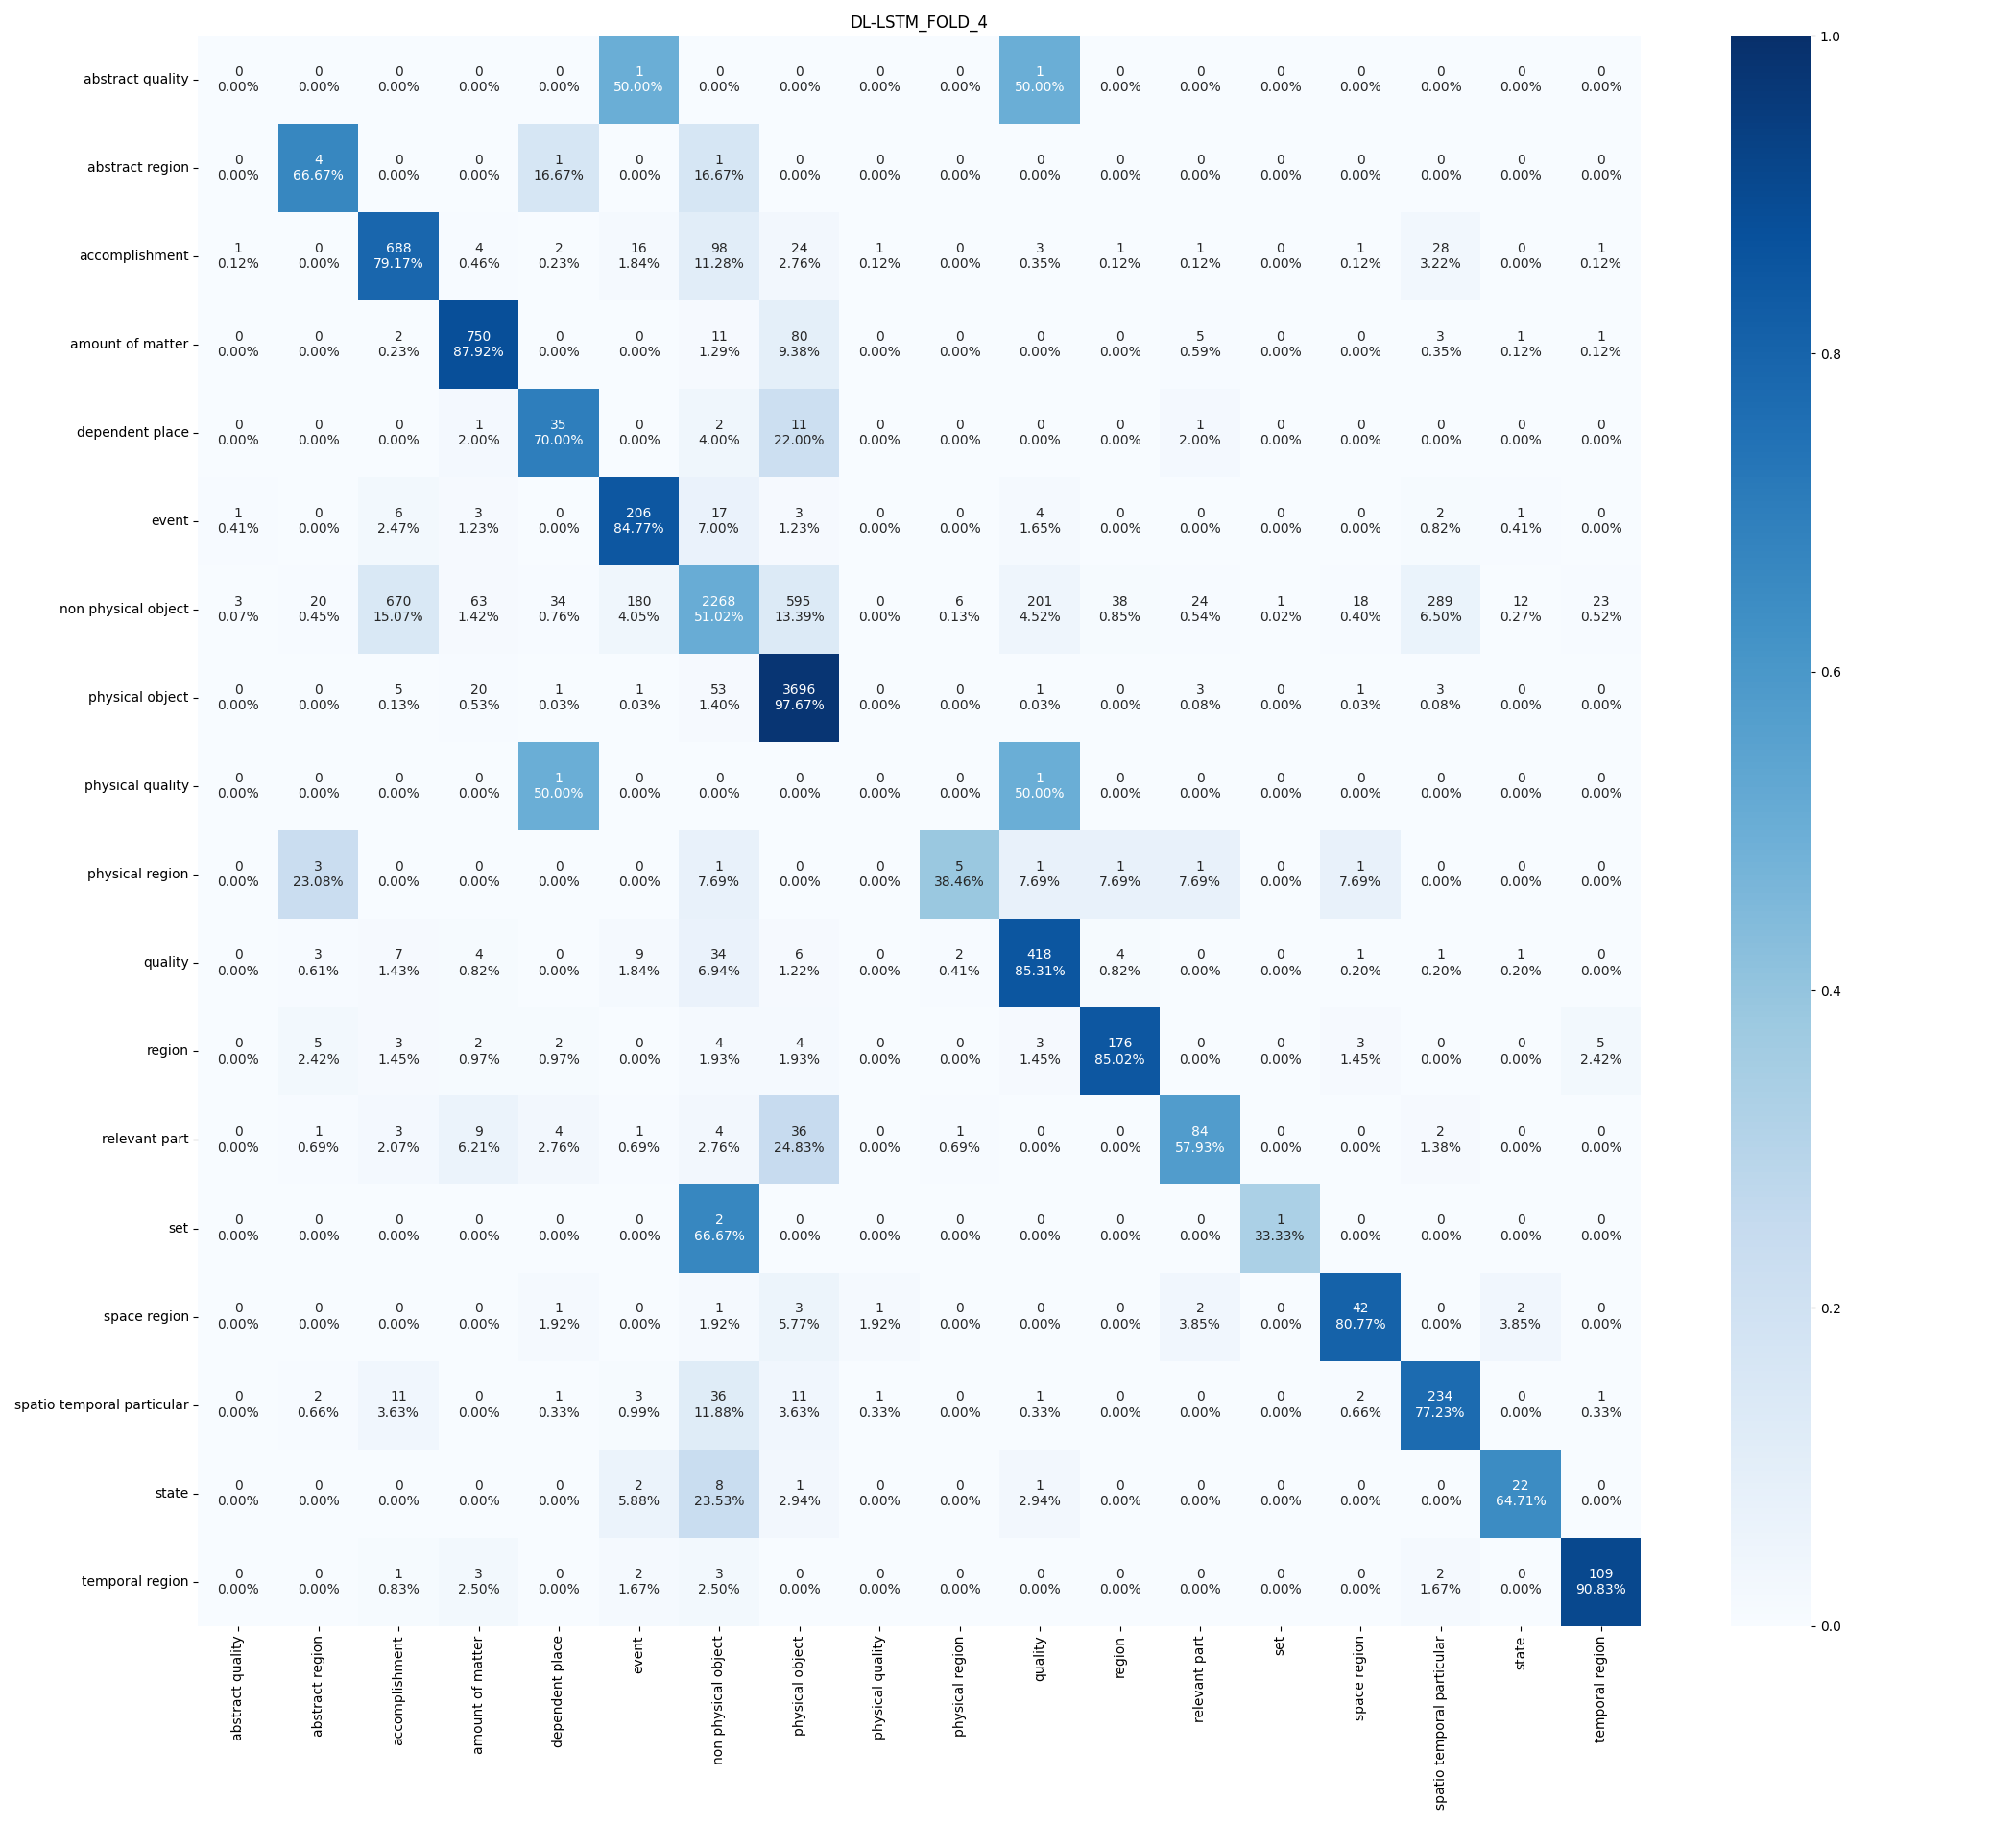 DL-LSTM_FOLD_4
abstract quality 0 0 0 0 0 1 0 0 0 0 1 0 0 0 0 0 0 0
0.00% 0.00% 0.00% 0.00% 0.00% 50.00% 0.00% 0.00% 0.00% 0.00% 50.00% 0.00% 0.00% 0.00% 0.00% 0.00% 0.00% 0.00%
abstract region 0 4 0 0 1 0 1 0 0 0 0 0 0 0 0 0 0 0
0.00% 66.67% 0.00% 0.00% 16.67% 0.00% 16.67% 0.00% 0.00% 0.00% 0.00% 0.00% 0.00% 0.00% 0.00% 0.00% 0.00% 0.00%
accomplishment 1 0 688 4 2 16 98 24 1 0 3 1 1 0 1 28 0 1
0.12% 0.00% 79.17% 0.46% 0.23% 1.84% 11.28% 2.76% 0.12% 0.00% 0.35% 0.12% 0.12% 0.00% 0.12% 3.22% 0.00% 0.12%
amount of matter 0 0 2 750 0 0 11 80 0 0 0 0 5 0 0 3 1 1
0.00% 0.00% 0.23% 87.92% 0.00% 0.00% 1.29% 9.38% 0.00% 0.00% 0.00% 0.00% 0.59% 0.00% 0.00% 0.35% 0.12% 0.12%
dependent place 0 0 0 1 35 0 2 11 0 0 0 0 1 0 0 0 0 0
0.00% 0.00% 0.00% 2.00% 70.00% 0.00% 4.00% 22.00% 0.00% 0.00% 0.00% 0.00% 2.00% 0.00% 0.00% 0.00% 0.00% 0.00%
event 1 0 6 3 0 206 17 3 0 0 4 0 0 0 0 2 1 0
0.41% 0.00% 2.47% 1.23% 0.00% 84.77% 7.00% 1.23% 0.00% 0.00% 1.65% 0.00% 0.00% 0.00% 0.00% 0.82% 0.41% 0.00%
non physical object 3 20 670 63 34 180 2268 595 0 6 201 38 24 1 18 289 12 23
0.07% 0.45% 15.07% 1.42% 0.76% 4.05% 51.02% 13.39% 0.00% 0.13% 4.52% 0.85% 0.54% 0.02% 0.40% 6.50% 0.27% 0.52%
physical object 0 0 5 20 1 1 53 3696 0 0 1 0 3 0 1 3 0 0
0.00% 0.00% 0.13% 0.53% 0.03% 0.03% 1.40% 97.67% 0.00% 0.00% 0.03% 0.00% 0.08% 0.00% 0.03% 0.08% 0.00% 0.00%
physical quality 0 0 0 0 1 0 0 0 0 0 1 0 0 0 0 0 0 0
0.00% 0.00% 0.00% 0.00% 50.00% 0.00% 0.00% 0.00% 0.00% 0.00% 50.00% 0.00% 0.00% 0.00% 0.00% 0.00% 0.00% 0.00%
physical region 0 3 0 0 0 0 1 0 0 5 1 1 1 0 1 0 0 0
0.00% 23.08% 0.00% 0.00% 0.00% 0.00% 7.69% 0.00% 0.00% 38.46% 7.69% 7.69% 7.69% 0.00% 7.69% 0.00% 0.00% 0.00%
quality 0 3 7 4 0 9 34 6 0 2 418 4 0 0 1 1 1 0
0.00% 0.61% 1.43% 0.82% 0.00% 1.84% 6.94% 1.22% 0.00% 0.41% 85.31% 0.82% 0.00% 0.00% 0.20% 0.20% 0.20% 0.00%
region 0 5 3 2 2 0 4 4 0 0 3 176 0 0 3 0 0 5
0.00% 2.42% 1.45% 0.97% 0.97% 0.00% 1.93% 1.93% 0.00% 0.00% 1.45% 85.02% 0.00% 0.00% 1.45% 0.00% 0.00% 2.42%
relevant part 0 1 3 9 4 1 4 36 0 1 0 0 84 0 0 2 0 0
0.00% 0.69% 2.07% 6.21% 2.76% 0.69% 2.76% 24.83% 0.00% 0.69% 0.00% 0.00% 57.93% 0.00% 0.00% 1.38% 0.00% 0.00%
set 0 0 0 0 0 0 2 0 0 0 0 0 0 1 0 0 0 0
0.00% 0.00% 0.00% 0.00% 0.00% 0.00% 66.67% 0.00% 0.00% 0.00% 0.00% 0.00% 0.00% 33.33% 0.00% 0.00% 0.00% 0.00%
space region 0 0 0 0 1 0 1 3 1 0 0 0 2 0 42 0 2 0
0.00% 0.00% 0.00% 0.00% 1.92% 0.00% 1.92% 5.77% 1.92% 0.00% 0.00% 0.00% 3.85% 0.00% 80.77% 0.00% 3.85% 0.00%
spatio temporal particular 0 2 11 0 1 3 36 11 1 0 1 0 0 0 2 234 0 1
0.00% 0.66% 3.63% 0.00% 0.33% 0.99% 11.88% 3.63% 0.33% 0.00% 0.33% 0.00% 0.00% 0.00% 0.66% 77.23% 0.00% 0.33%
state 0 0 0 0 0 2 8 1 0 0 1 0 0 0 0 0 22 0
0.00% 0.00% 0.00% 0.00% 0.00% 5.88% 23.53% 2.94% 0.00% 0.00% 2.94% 0.00% 0.00% 0.00% 0.00% 0.00% 64.71% 0.00%
temporal region 0 0 1 3 0 2 3 0 0 0 0 0 0 0 0 2 0 109
0.00% 0.00% 0.83% 2.50% 0.00% 1.67% 2.50% 0.00% 0.00% 0.00% 0.00% 0.00% 0.00% 0.00% 0.00% 1.67% 0.00% 90.83%
abstract quality
abstract region
accomplishment
amount of matter
dependent place
event
non physical object
physical object
physical quality
physical region
quality
region
relevant part
set
space region
spatio temporal particular
state
temporal region
1.0
0.8
0.6
0.4
0.2
0.0